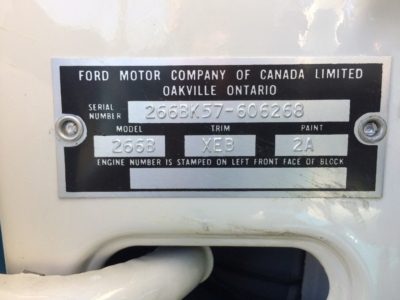 FORD MOTOR COMPANY OF CANADA LIMITED
OAKVILLE ONTARIO
SERIAL NUMBER 266BK57-606268
MODEL TRIM PAINT
266B XEB 2A
ENGINE NUMBER IS STAMPED ON LEFT FRONT FACE OF BLOCK